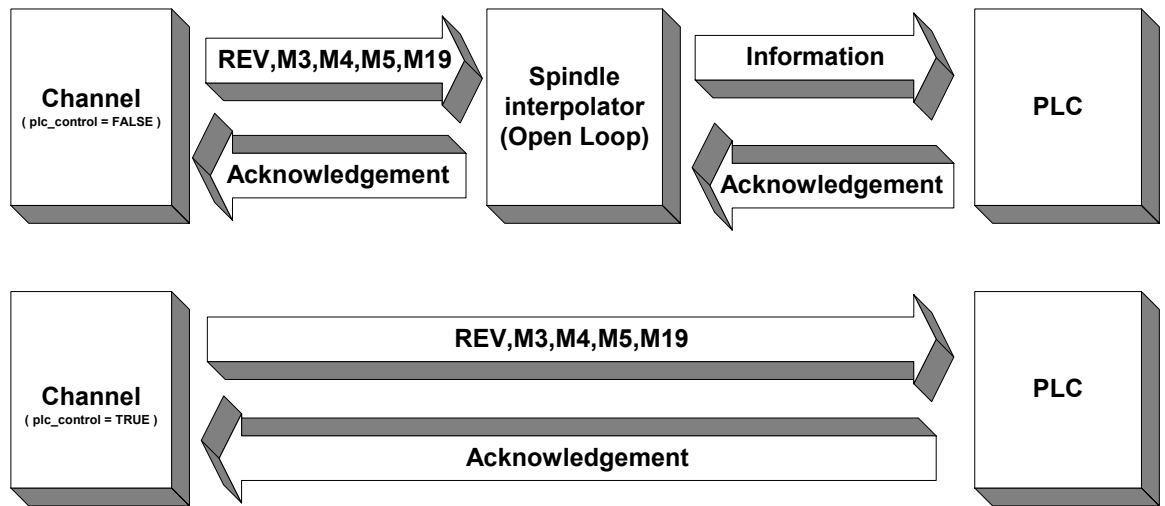 REV,M3,M4,M5,M19
Information
Channel
( plc_control = FALSE )
Spindle
interpolator
(Open Loop)
PLC
Acknowledgement
Acknowledgement
REV,M3,M4,M5,M19
Channel
( plc_control = TRUE )
PLC
Acknowledgement